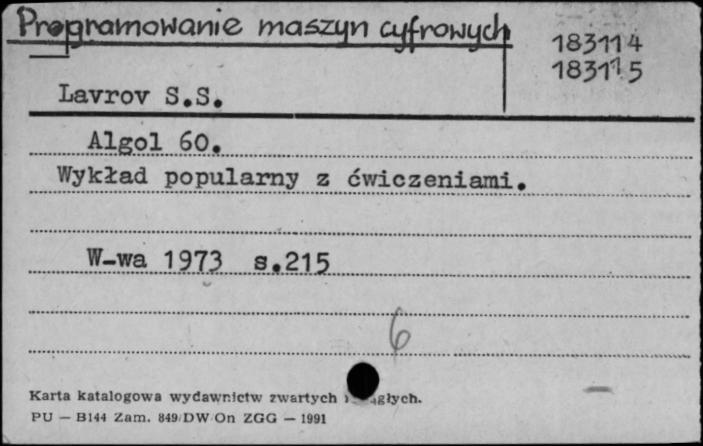 Programowanie maszyn cyfrowych
183114
183115
Lavrov S.S.
Algol 60.
Wykład popularny z ćwiczeniami.
W-wa 1973 s.215
6
Karta katalogowa wydawnictw zwartych i
PU — B144 Zam. 849/DW/On ZGG — 1991